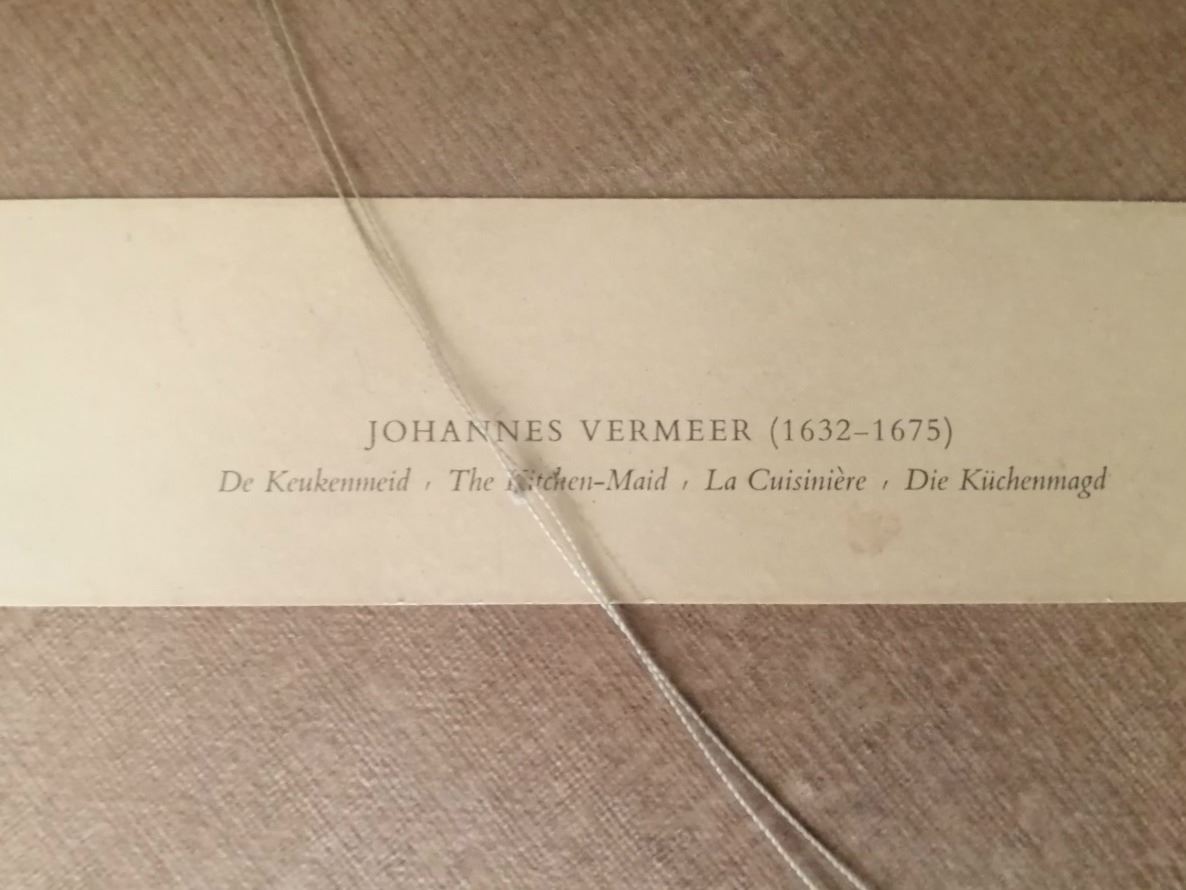 JOHANNES VERMEER (1632–1675)
De Keukenmeid , The Kitchen-Maid , La Cuisinière , Die Küchenmagd